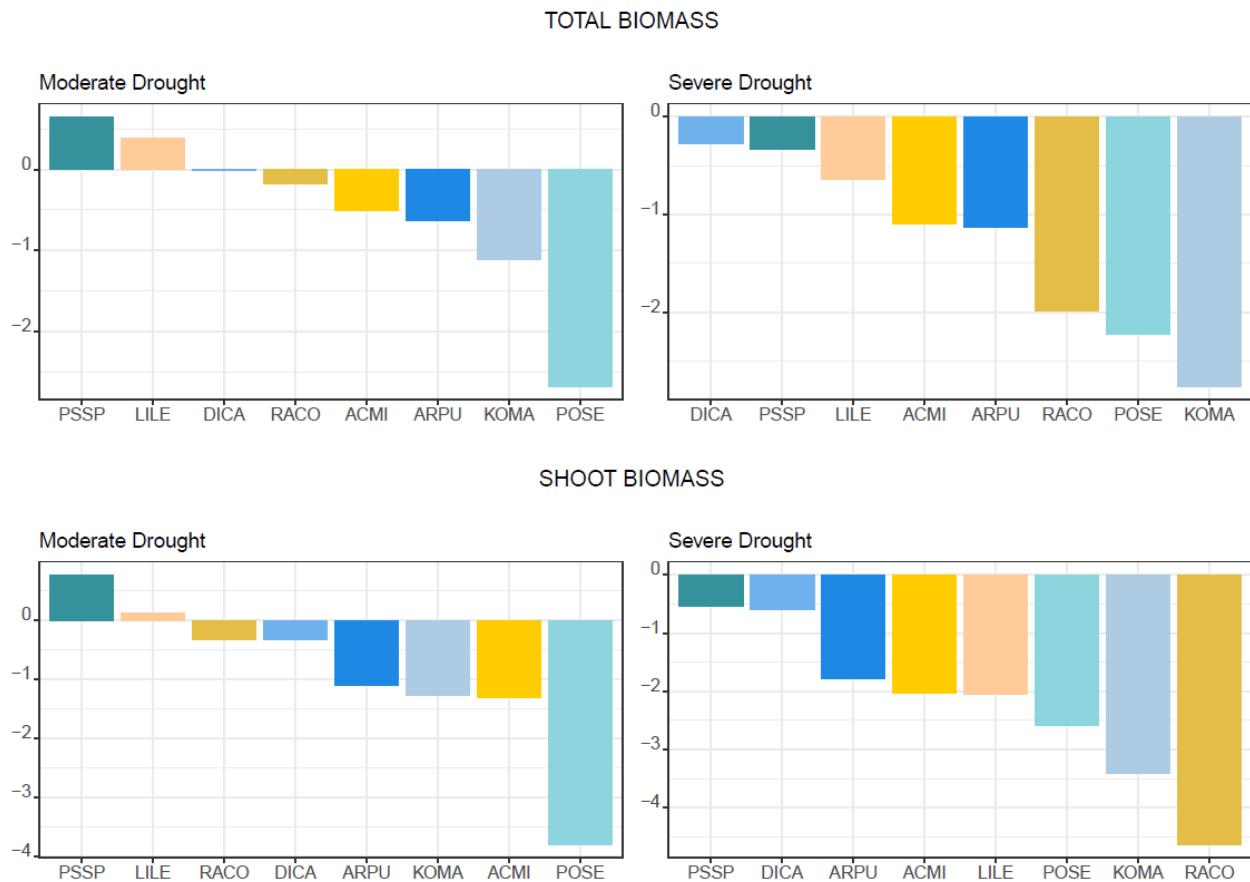 TOTAL BIOMASS
Moderate Drought
0
−1
−2
PSSP LILE DICA RACO ACMI ARPU KOMA POSE
Severe Drought
0
−1
−2
DICA PSSP LILE ACMI ARPU RACO POSE KOMA
SHOOT BIOMASS
Moderate Drought
0
−1
−2
−3
−4
PSSP LILE RACO DICA ARPU KOMA ACMI POSE
Severe Drought
0
−1
−2
−3
−4
PSSP DICA ARPU ACMI LILE POSE KOMA RACO